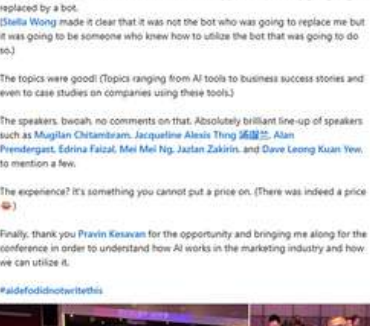 replaced by a bot.
(Stella Wong made it clear that it was not the bot who was going to replace me but
it was going to be someone who knew how to utilize the bot that was going to do
so.)
The topics were good! (Topics ranging from AI tools to business success stories and
even to case studies on companies using these tools.)
The speakers, bwoah, no comments on that. Absolutely brilliant line-up of speakers
such as Mugilan Chitambram, Jacqueline Alexis Thng, Alan
Prendergast, Edrina Faizal, Mei Mei Ng, Jazlan Zakirin, and Dave Leong Kuan Yew,
to mention a few.
The experience? It's something you cannot put a price on. (There was indeed a price
😂)
Finally, thank you Pravin Kesavan for the opportunity and bringing me along for the
conference in order to understand how AI works in the marketing industry and how
we can utilize it.
#aidefodidnotwritethis